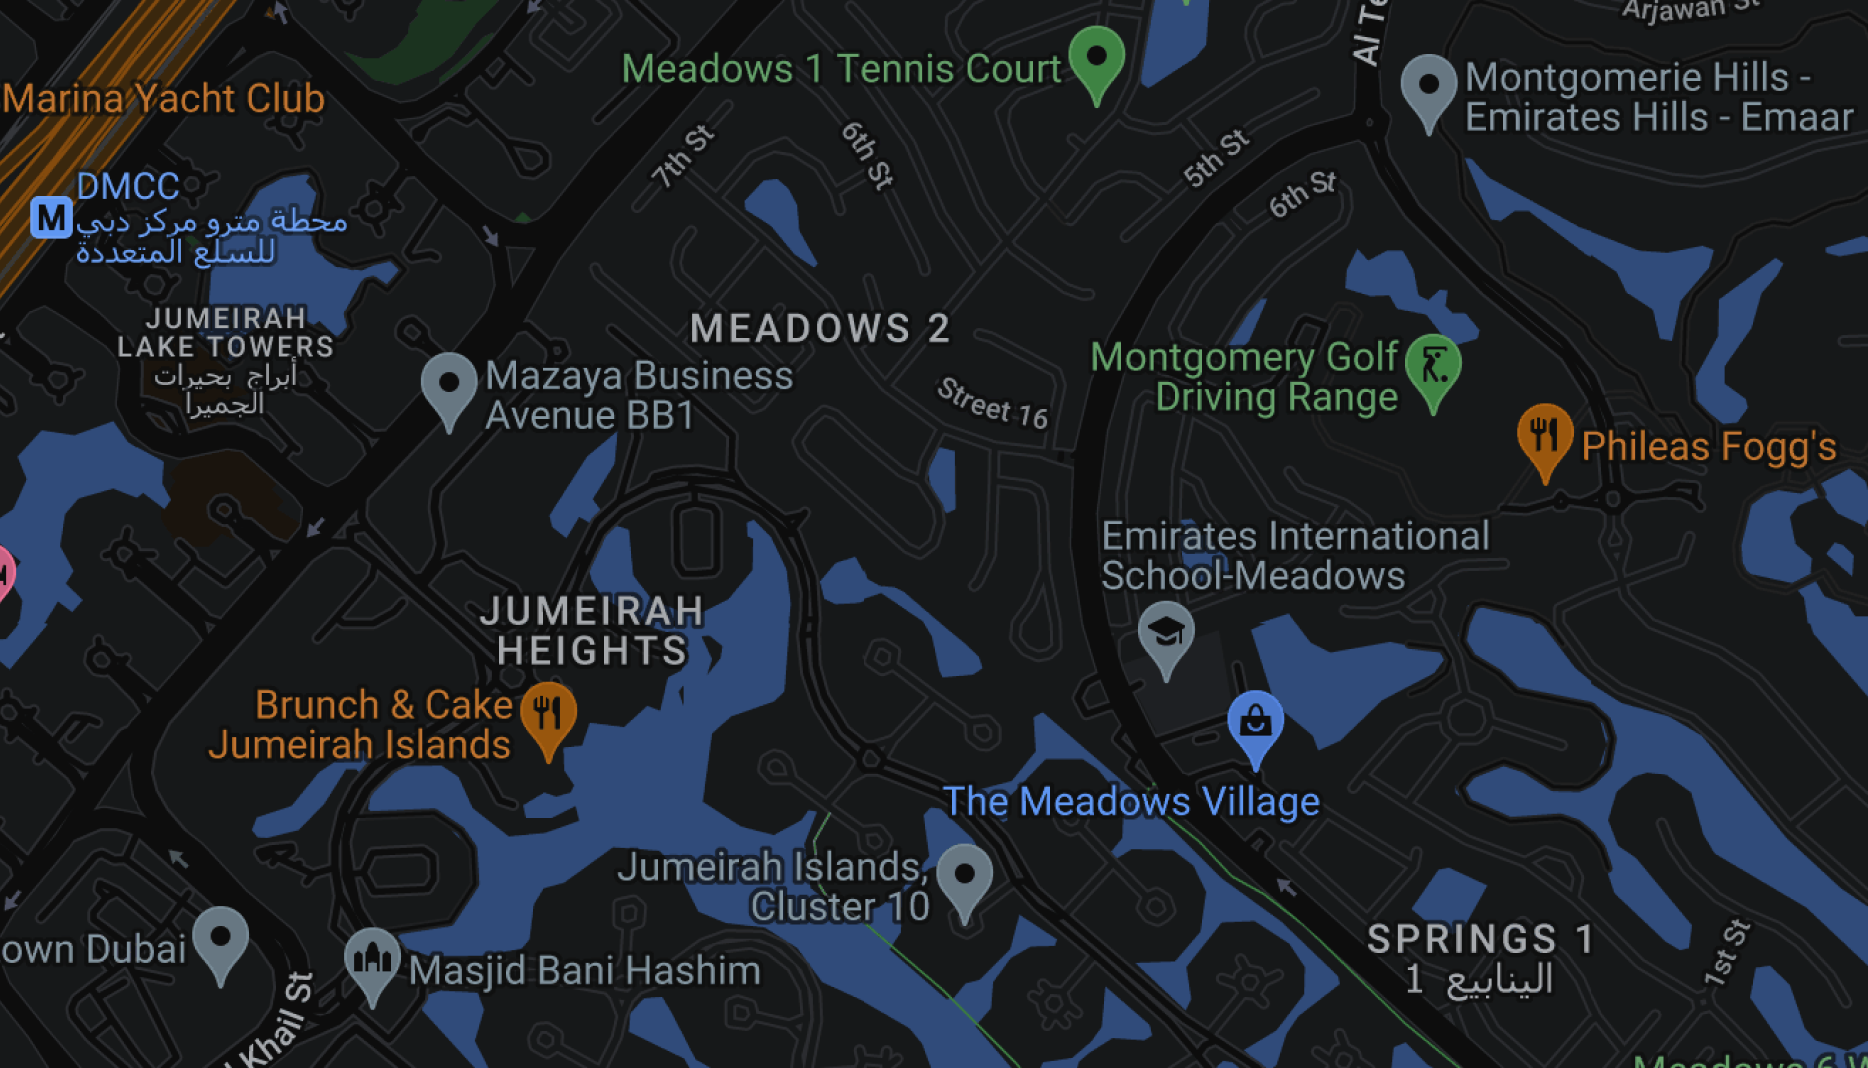 Arjawan St
Meadows 1 Tennis Court
Montgomerie Hills -
Emirates Hills - Emaar
Marina Yacht Club
7th St
6th St
5th St
6th St
M
DMCC
محطة مترو مركز دبي
للسلع المتعددة
JUMEIRAH
LAKE TOWERS
أبراج بحيرات
الجميرا
MEADOWS 2
Mazaya Business
Avenue BB1
Street 16
Montgomery Golf
Driving Range
Phileas Fogg's
Emirates International
School-Meadows
JUMEIRAH
HEIGHTS
Brunch & Cake
Jumeirah Islands
The Meadows Village
Jumeirah Islands,
Cluster 10
own Dubai
Masjid Bani Hashim
Khail St
SPRINGS 1
الينابيع 1
1st St
Meadows 6